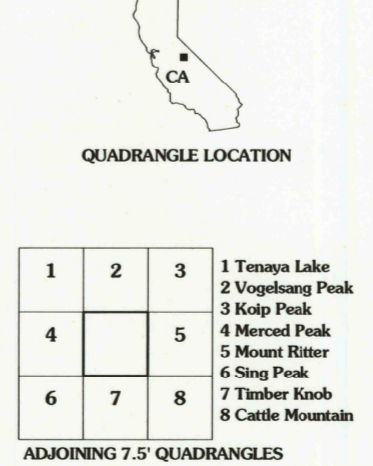 CA
QUADRANGLE LOCATION
1 2 3
4 5
6 7 8
1 Tenaya Lake
2 Vogelsang Peak
3 Koip Peak
4 Merced Peak
5 Mount Ritter
6 Sing Peak
7 Timber Knob
8 Cattle Mountain
ADJOINING 7.5' QUADRANGLES